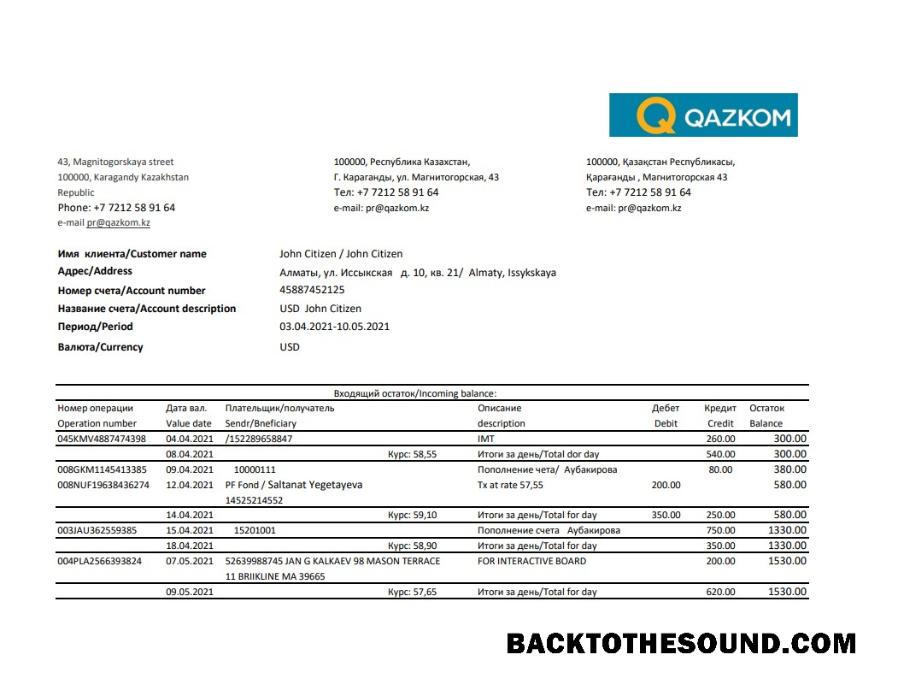 QAZKOM
43, Magnitogorskaya street
100000, Karagandy Kazakhstan
Republic
Phone: +7 7212 58 91 64
e-mail pr@qazkom.kz
100000, Республика Казахстан,
Г. Караганды, ул. Магнитогорская, 43
Тел: +7 7212 58 91 64
e-mail: pr@qazkom.kz
100000, Қазақстан Республикасы,
Қарағанды , Магнитогорская 43
Тел: +7 7212 58 91 64
e-mail: pr@qazkom.kz
Имя клиента/Customer name John Citizen / John Citizen
Адрес/Address Алматы, ул. Иссыкская д. 10, кв. 21/ Almaty, Issykskaya
Номер счета/Account number 45887452125
Название счета/Account description USD John Citizen
Период/Period 03.04.2021-10.05.2021
Валюта/Currency USD
Входящий остаток/Incoming balance:
Номер операции Дата вал. Плательщик/получатель Описание Дебет Кредит Остаток
Operation number Value date Sendr/Bneficiary description Debit Credit Balance
045KMV4887474398 04.04.2021 /152289658847 IMT 260.00 300.00
08.04.2021 Курс: 58,55 Итоги за день/Total dor day 540.00 300.00
008GKM1145413385 09.04.2021 10000111 Пополнение чета/ Аубакирова 80.00 380.00
008NUF19638436274 12.04.2021 PF Fond / Saltanat Yegetayeva Tx at rate 57,55 200.00 580.00
14525214552
14.04.2021 Курс: 59,10 Итоги за день/Total for day 350.00 250.00 580.00
003JAU362559385 15.04.2021 15201001 Пополнение счета Аубакирова 750.00 1330.00
18.04.2021 Курс: 58,90 Итоги за день/Total for day 350.00 1330.00
004PLA2566393824 07.05.2021 52639988745 JAN G KALKAEV 98 MASON TERRACE FOR INTERACTIVE BOARD 200.00 1530.00
11 BRIIKLINE MA 39665
09.05.2021 Курс: 57,65 Итоги за день/Total for day 620.00 1530.00
BACKTOTHESOUND.COM